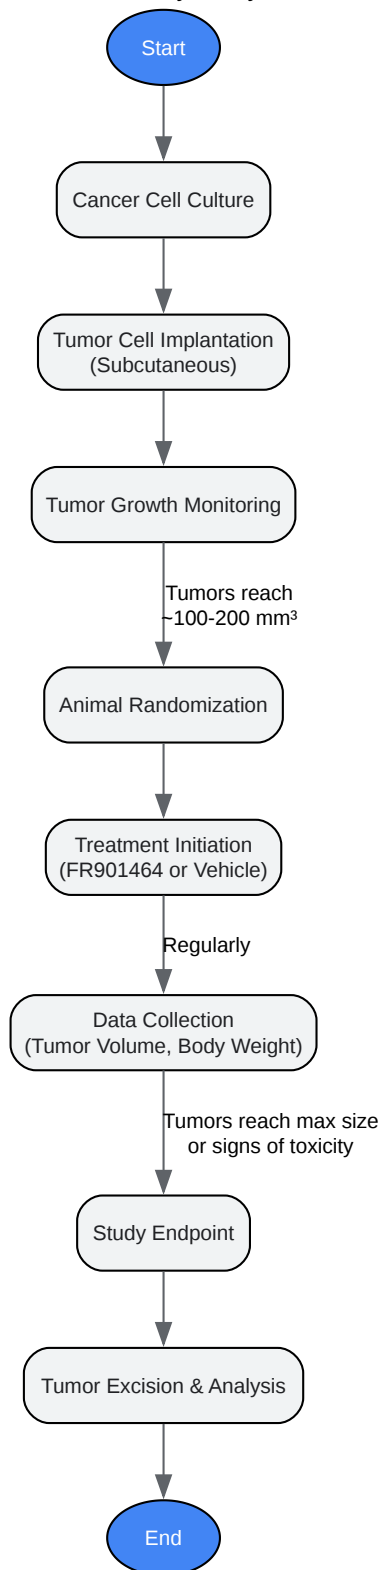 Start
Cancer Cell Culture
Tumor Cell Implantation
(Subcutaneous)
Tumor Growth Monitoring
Tumors reach
~100-200 mm³
Animal Randomization
Treatment Initiation
(FR901464 or Vehicle)
Regularly
Data Collection
(Tumor Volume, Body Weight)
Tumors reach max size
or signs of toxicity
Study Endpoint
Tumor Excision & Analysis
End